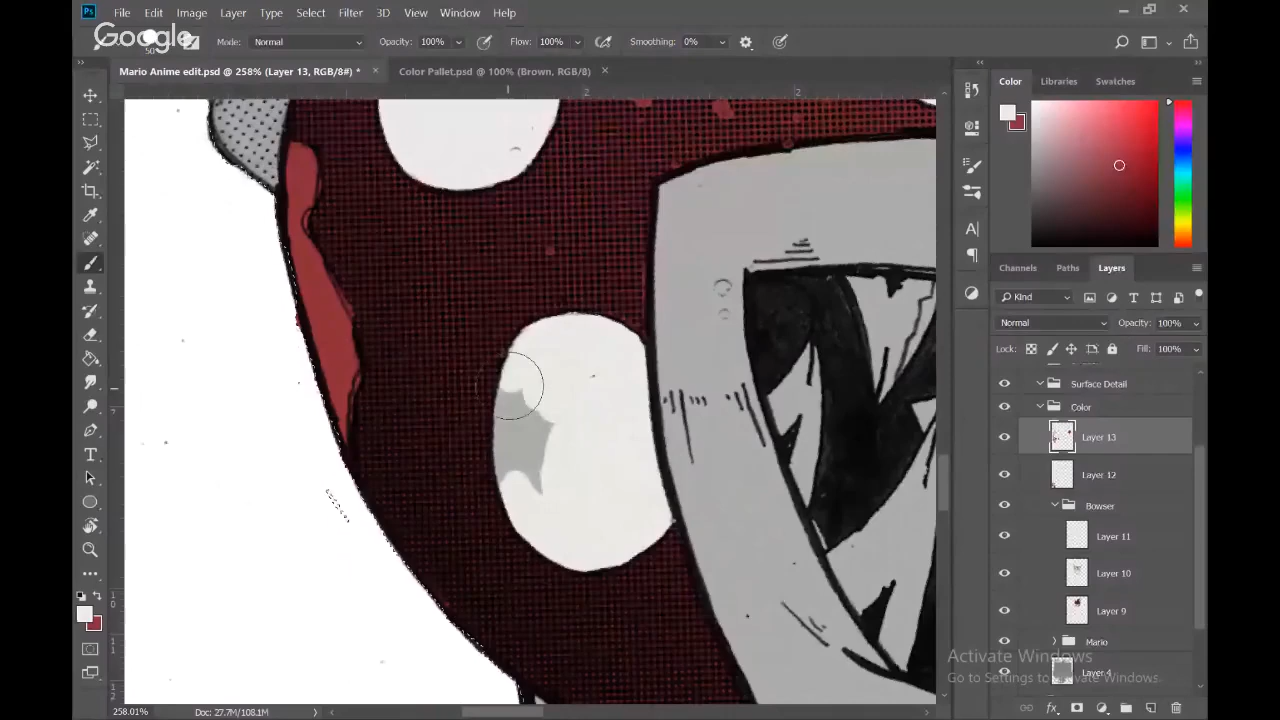 Ps File Edit Image Layer Type Select Filter 3D View Window Help
Google
50
Mode: Normal Opacity: 100% Flow: 100% Smoothing: 0%
Mario Anime edit.psd @ 258% (Layer 13, RGB/8#) * Color Pallet.psd @ 100% (Brown, RGB/8)
Color Libraries Swatches
Channels Paths Layers
Kind
Normal Opacity: 100%
Lock: Fill: 100%
Surface Detail
Color
Layer 13
Layer 12
Bowser
Layer 11
Layer 10
Layer 9
Mario
Layer 4
Activate Windows
Go to Settings to Activate Windows.
258.01% Doc: 27.7M/108.1M